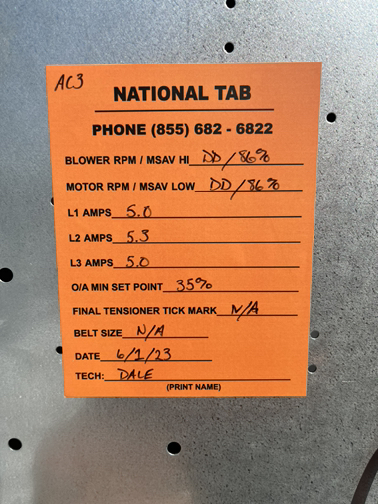 AC3
NATIONAL TAB
PHONE (855) 682 - 6822
BLOWER RPM / MSAV HI DD/86%
MOTOR RPM / MSAV LOW DD/86%
L1 AMPS 5.0
L2 AMPS 5.3
L3 AMPS 5.0
O/A MIN SET POINT 35%
FINAL TENSIONER TICK MARK N/A
BELT SIZE N/A
DATE 6/1/23
TECH: DALE
(PRINT NAME)